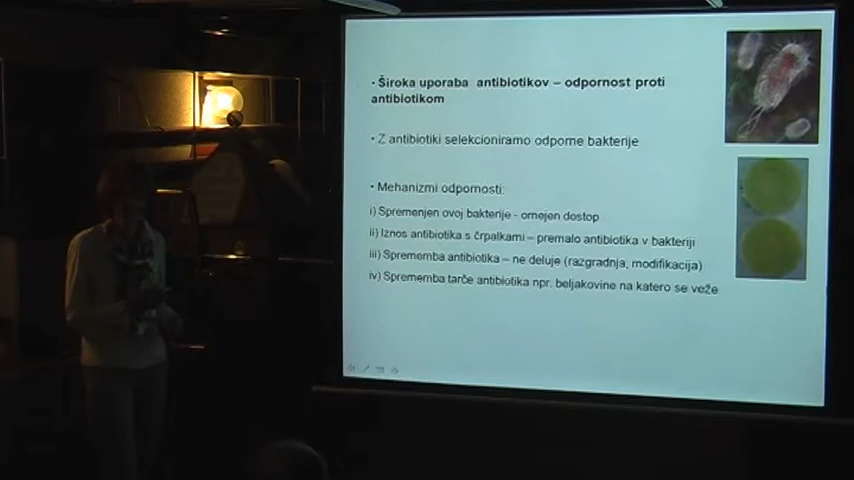 • Široka uporaba antibiotikov – odpornost proti
antibiotikom
• Z antibiotiki selekcioniramo odporne bakterije
• Mehanizmi odpornosti:
i) Spremenjen ovoj bakterije - omejen dostop
ii) Iznos antibiotika s črpalkami – premalo antibiotika v bakteriji
iii) Sprememba antibiotika – ne deluje (razgradnja, modifikacija)
iv) Sprememba tarče antibiotika npr. beljakovine na katero se veže